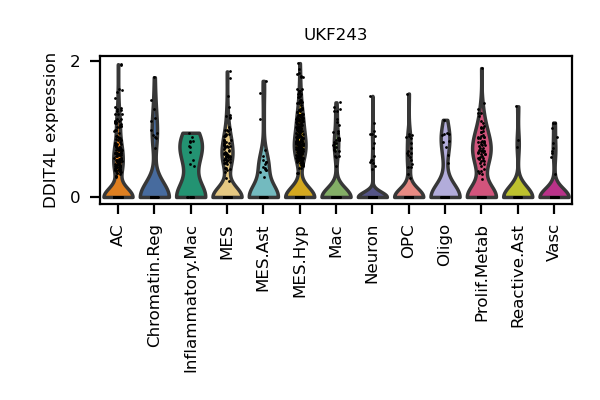 UKF243
DDIT4L expression
2
0
AC
Chromatin.Reg
Inflammatory.Mac
MES
MES.Ast
MES.Hyp
Mac
Neuron
OPC
Oligo
Prolif.Metab
Reactive.Ast
Vasc